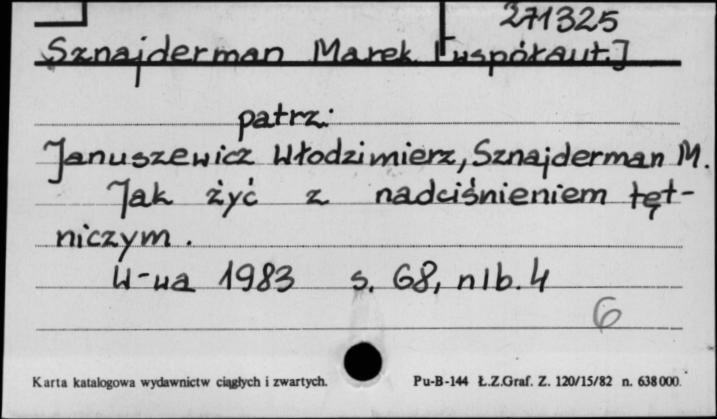 271325
Sznajderman Marek [współaut.]
patrz:
Januszewicz Włodzimierz, Sznajderman M.
Jak żyć z nadciśnieniem tęt-
niczym.
W-wa 1983 s. 68, nlb. 4
6
Karta katalogowa wydawnictw ciągłych i zwartych. Pu-B-144 Ł.Z.Graf. Z. 120/15/82 n. 638000.